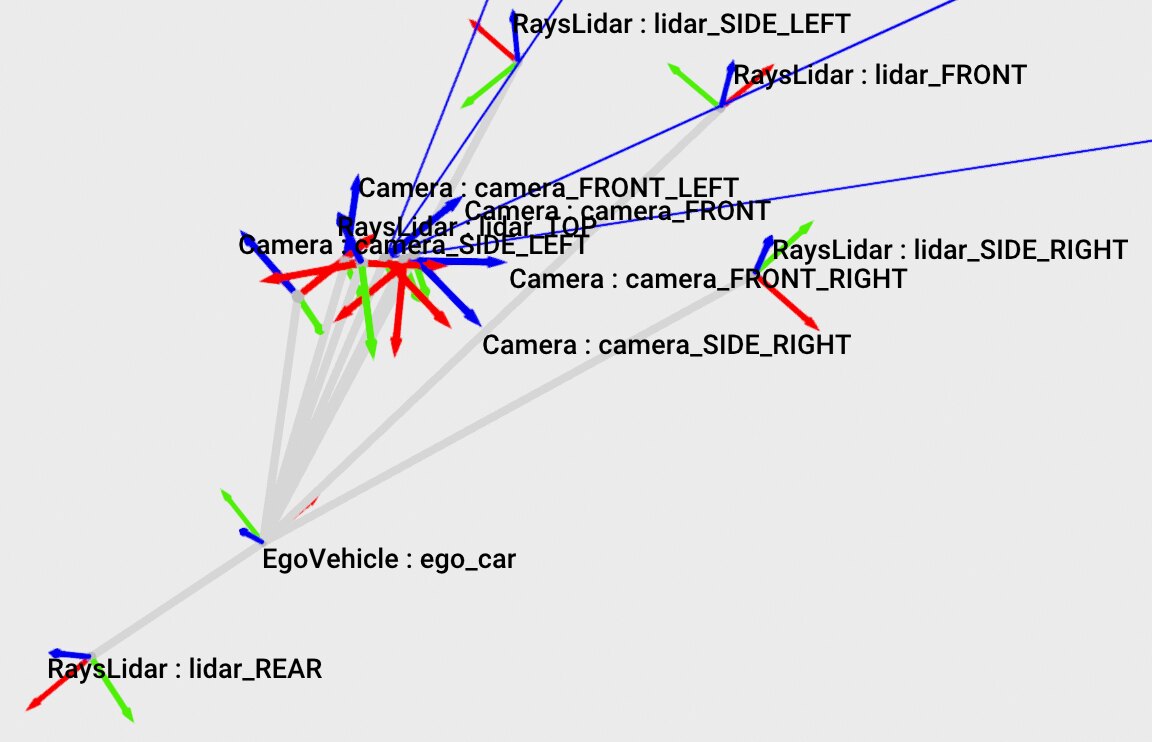 RaysLidar : lidar_SIDE_LEFT
RaysLidar : lidar_FRONT
Camera : camera_FRONT_LEFT
Camera : camera_FRONT
RaysLidar : lidar_TOP
Camera : camera_SIDE_LEFT
RaysLidar : lidar_SIDE_RIGHT
Camera : camera_FRONT_RIGHT
Camera : camera_SIDE_RIGHT
EgoVehicle : ego_car
RaysLidar : lidar_REAR